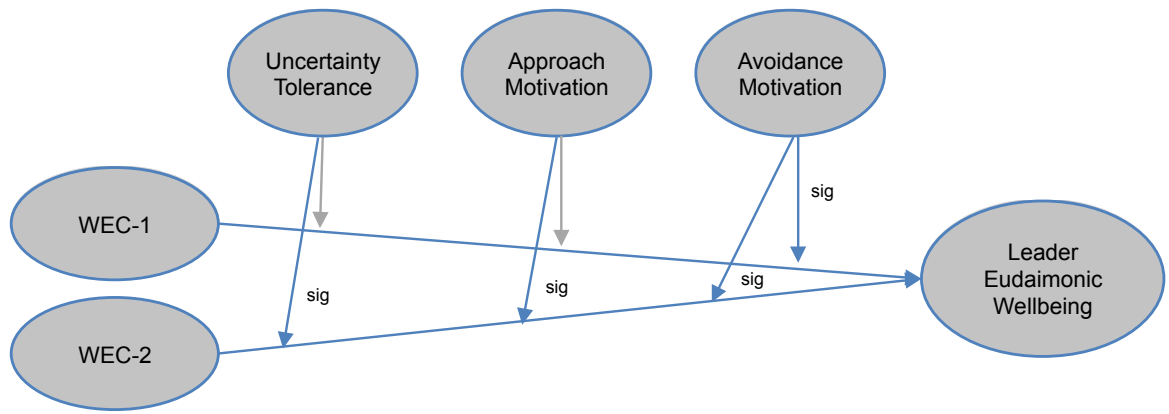 Uncertainty
Tolerance
Approach
Motivation
Avoidance
Motivation
WEC-1
sig
Leader
Eudaimonic
Wellbeing
sig
sig
sig
WEC-2